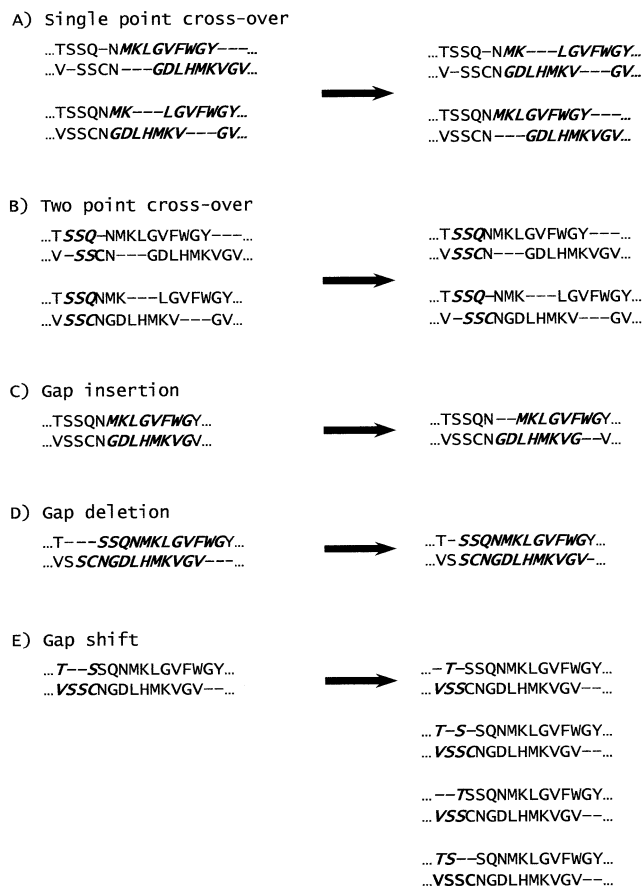 A) Single point cross-over
...TSSQ-NMKLGVFWGY---...
...V-SSCN---GDLHMKVGV...
...TSSQNMK---LGVFWGY...
...VSSCNGDLHMKV---GV...
...TSSQ-NMK---LGVFWGY...
...V-SSCNGDLHMKV---GV...
...TSSQNMKLGVFWGY---...
...VSSCN---GDLHMKVGV...
B) Two point cross-over
...TSSQ-NMKLGVFWGY---...
...V-SSCN---GDLHMKVGV...
...TSSQNMK---LGVFWGY...
...VSSCNGDLHMKV---GV...
...TSSQNMKLGVFWGY---...
...VSSCN---GDLHMKVGV...
...TSSQ-NMK---LGVFWGY...
...V-SSCNGDLHMKV---GV...
C) Gap insertion
...TSSQNMKLGVFWGY...
...VSSCNGDLHMKVGV...
...TSSQN--MKLGVFWGY...
...VSSCNGDLHMKVG--V...
D) Gap deletion
...T---SSQNMKLGVFWGY...
...VSSCNGDLHMKVGV---...
...T-SSQNMKLGVFWGY...
...VSSCNGDLHMKVGV-...
E) Gap shift
...T--SSQNMKLGVFWGY...
...VSSCNGDLHMKVGV--...
...-T-SSQNMKLGVFWGY...
...VSSCNGDLHMKVGV--...
...T-S-SQNMKLGVFWGY...
...VSSCNGDLHMKVGV--...
...--TSSQNMKLGVFWGY...
...VSSCNGDLHMKVGV--...
...TS--SQNMKLGVFWGY...
...VSSCNGDLHMKVGV--...